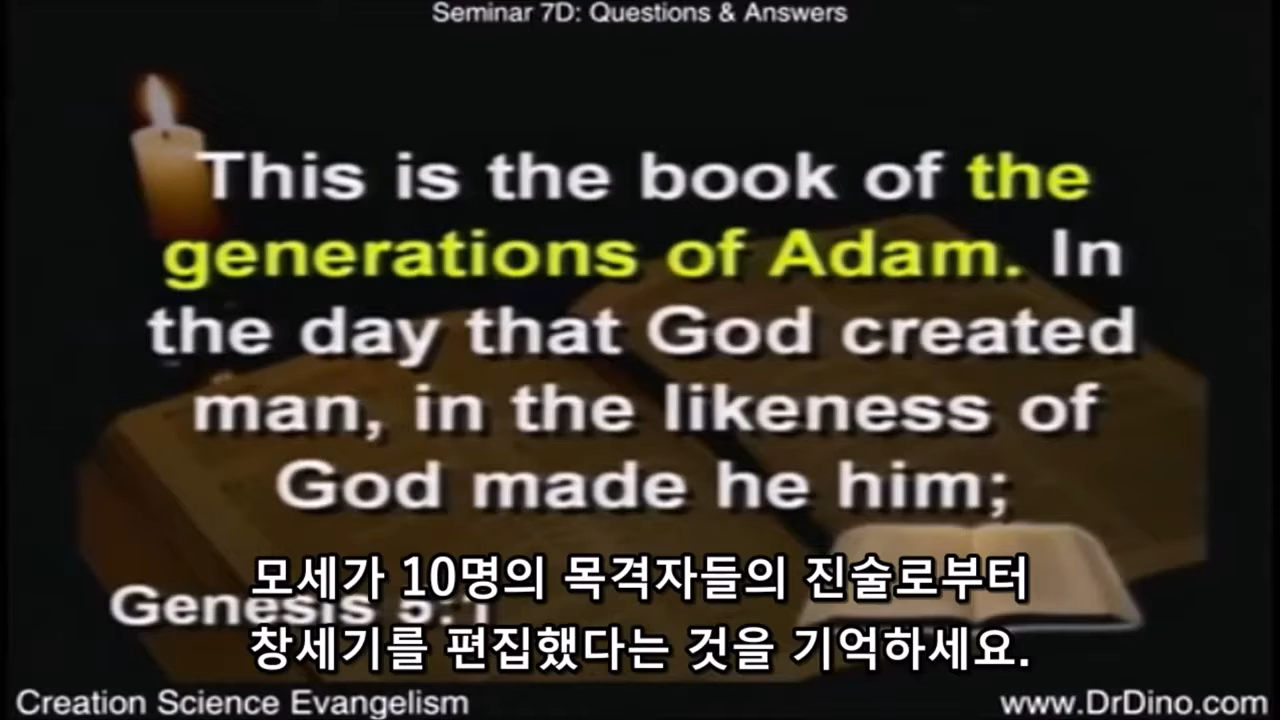 Seminar 7D: Questions & Answers
This is the book of the
generations of Adam. In
the day that God created
man, in the likeness of
God made he him;
Genesis 5:1
모세가 10명의 목격자들의 진술로부터
창세기를 편집했다는 것을 기억하세요.
Creation Science Evangelism
www.DrDino.com